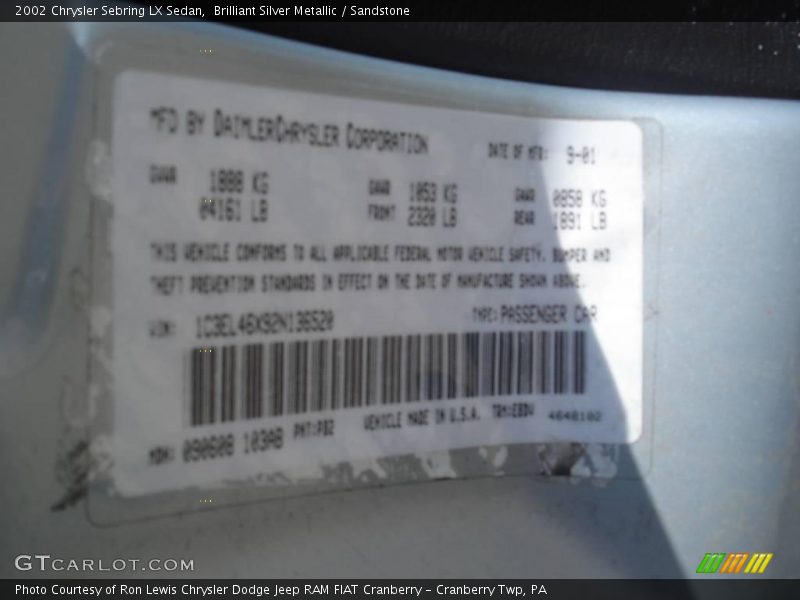 2002 Chrysler Sebring LX Sedan, Brilliant Silver Metallic / Sandstone
MFD BY DAIMLERCHRYSLER CORPORATION
DATE OF MFR: 9-01
GVWR 1888 KG GAWR 1053 KG GAWR 0858 KG
04161 LB FRONT 2320 LB REAR 1891 LB
THIS VEHICLE CONFORMS TO ALL APPLICABLE FEDERAL MOTOR VEHICLE SAFETY, BUMPER AND
THEFT PREVENTION STANDARDS IN EFFECT ON THE DATE OF MANUFACTURE SHOWN ABOVE.
VIN: 1C3EL46X92N136520 TYPE: PASSENGER CAR
MDH: 090608 103AB PNT: VEHICLE MADE IN U.S.A. 4648102
GTCARLOT.COM
Photo Courtesy of Ron Lewis Chrysler Dodge Jeep RAM FIAT Cranberry – Cranberry Twp, PA